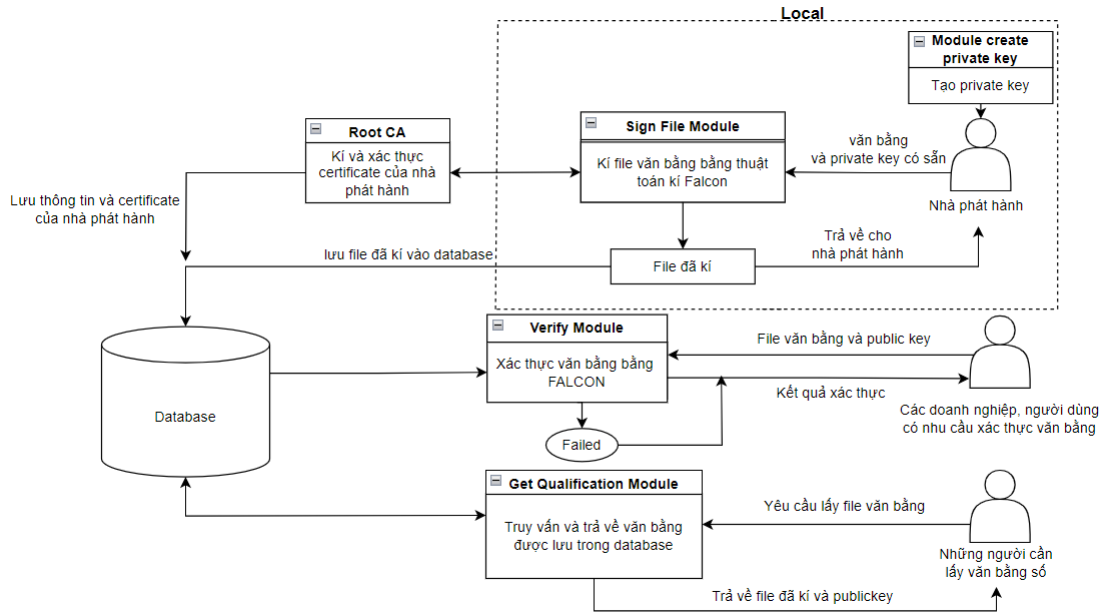 Local
Module create
private key
Tạo private key
Root CA
Kí và xác thực
certificate của nhà
phát hành
Sign File Module
Kí file văn bằng bằng thuật
toán kí Falcon
văn bằng
và private key có sẵn
Nhà phát hành
Lưu thông tin và certificate
của nhà phát hành
lưu file đã kí vào database
File đã kí
Trả về cho
nhà phát hành
Database
Verify Module
Xác thực văn bằng bằng
FALCON
File văn bằng và public key
Kết quả xác thực
Các doanh nghiệp, người dùng
có nhu cầu xác thực văn bằng
Failed
Get Qualification Module
Truy vấn và trả về văn bằng
được lưu trong database
Yêu cầu lấy file văn bằng
Những người cần
lấy văn bằng số
Trả về file đã kí và publickey